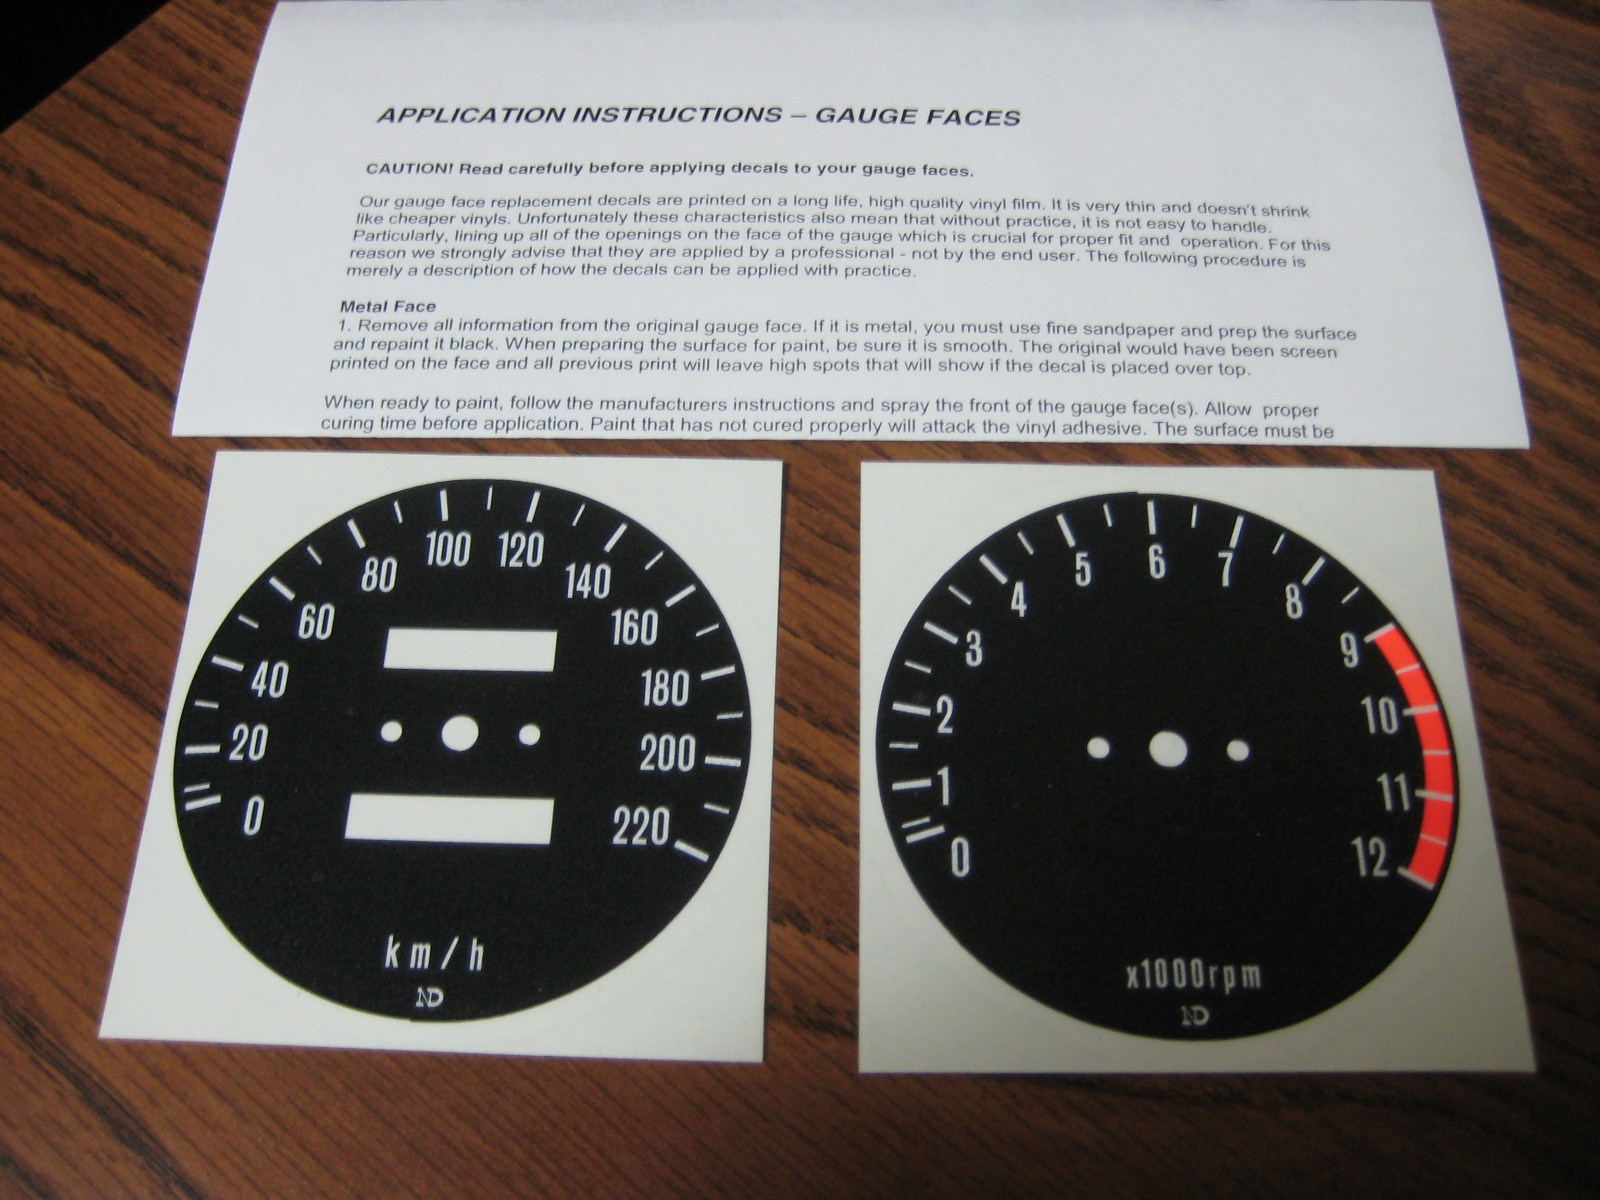 APPLICATION INSTRUCTIONS – GAUGE FACES
CAUTION! Read carefully before applying decals to your gauge faces.
Our gauge face replacement decals are printed on a long life, high quality vinyl film. It is very thin and doesn't shrink
like cheaper vinyls. Unfortunately these characteristics also mean that without practice, it is not easy to handle.
Particularly, lining up all of the openings on the face of the gauge which is crucial for proper fit and operation. For this
reason we strongly advise that they are applied by a professional - not by the end user. The following procedure is
merely a description of how the decals can be applied with practice.
Metal Face
1. Remove all information from the original gauge face. If it is metal, you must use fine sandpaper and prep the surface
and repaint it black. When preparing the surface for paint, be sure it is smooth. The original would have been screen
printed on the face and all previous print will leave high spots that will show if the decal is placed over top.
When ready to paint, follow the manufacturers instructions and spray the front of the gauge face(s). Allow proper
curing time before application. Paint that has not cured properly will attack the vinyl adhesive. The surface must be
0
20
40
60
80
100
120
140
160
180
200
220
km/h
ND
0
1
2
3
4
5
6
7
8
9
10
11
12
x1000rpm
ND